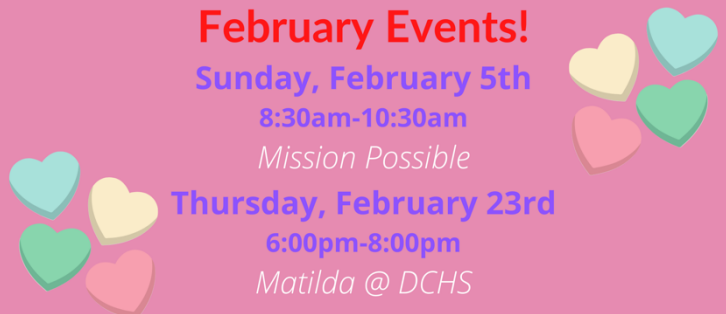 February Events!
Sunday, February 5th
8:30am-10:30am
Mission Possible
Thursday, February 23rd
6:00pm-8:00pm
Matilda @ DCHS